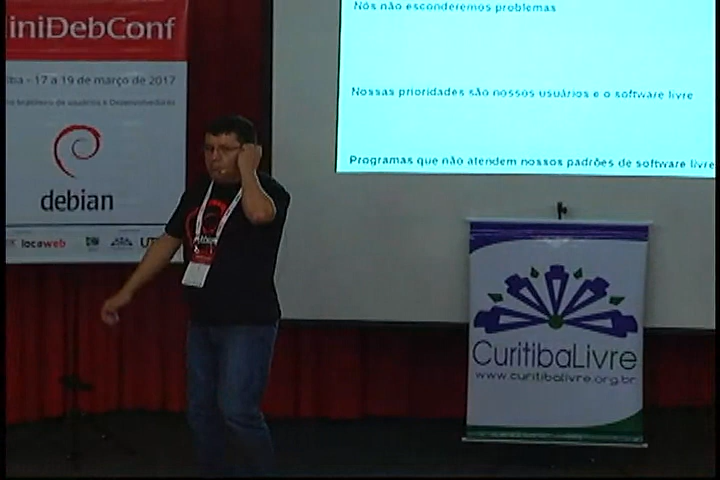 iniDebConf
tiba - 17 a 19 de março de 2017
debian
locaweb
Nós não esconderemos problemas
Nossas prioridades são nossos usuários e o software livre
Programas que não atendem nossos padrões de software livre
CuritibaLivre
www.curitibalivre.org.br